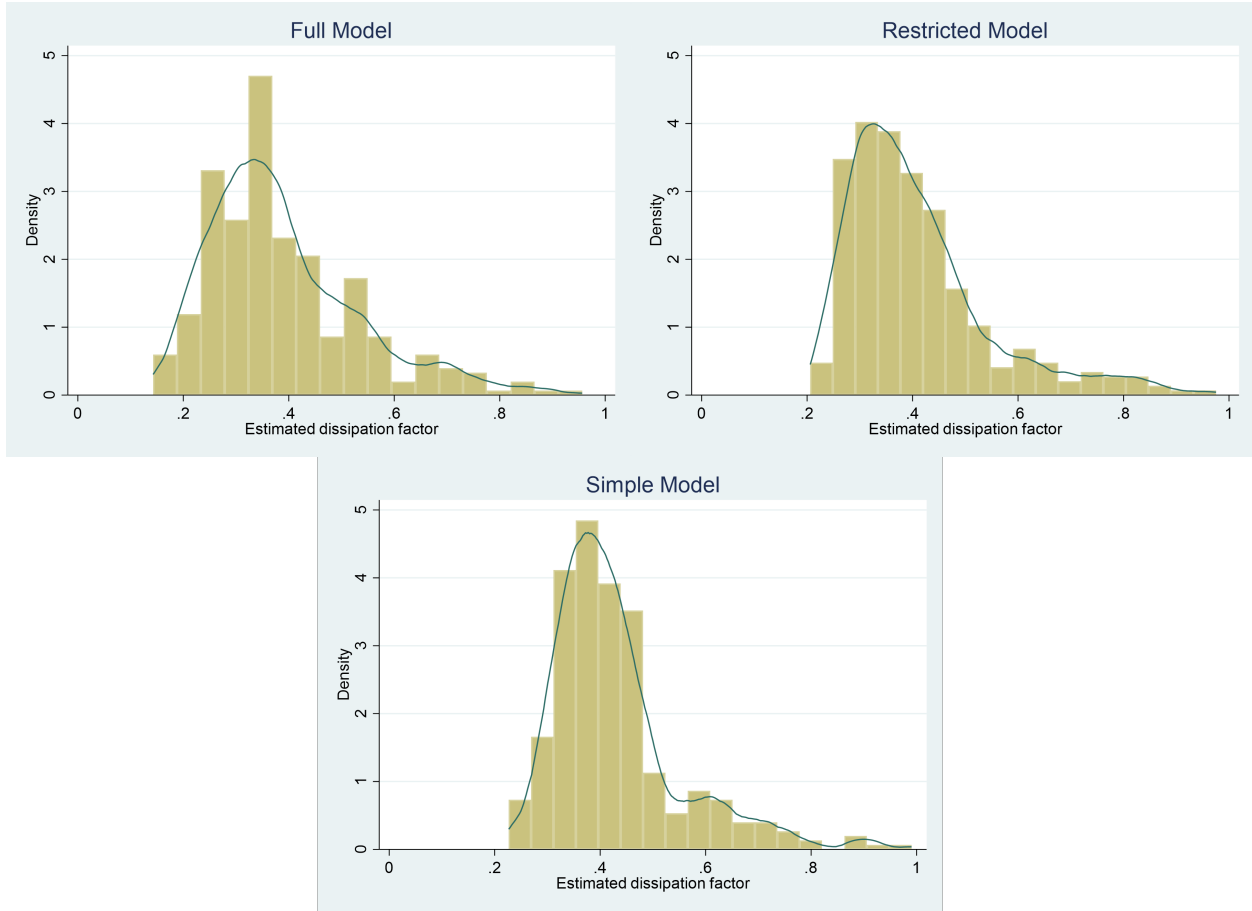 Full Model
5
4
3
2
1
0
Density
0 .2 .4 .6 .8 1
Estimated dissipation factor
Restricted Model
5
4
3
2
1
0
Density
0 .2 .4 .6 .8 1
Estimated dissipation factor
Simple Model
5
4
3
2
1
0
Density
0 .2 .4 .6 .8 1
Estimated dissipation factor